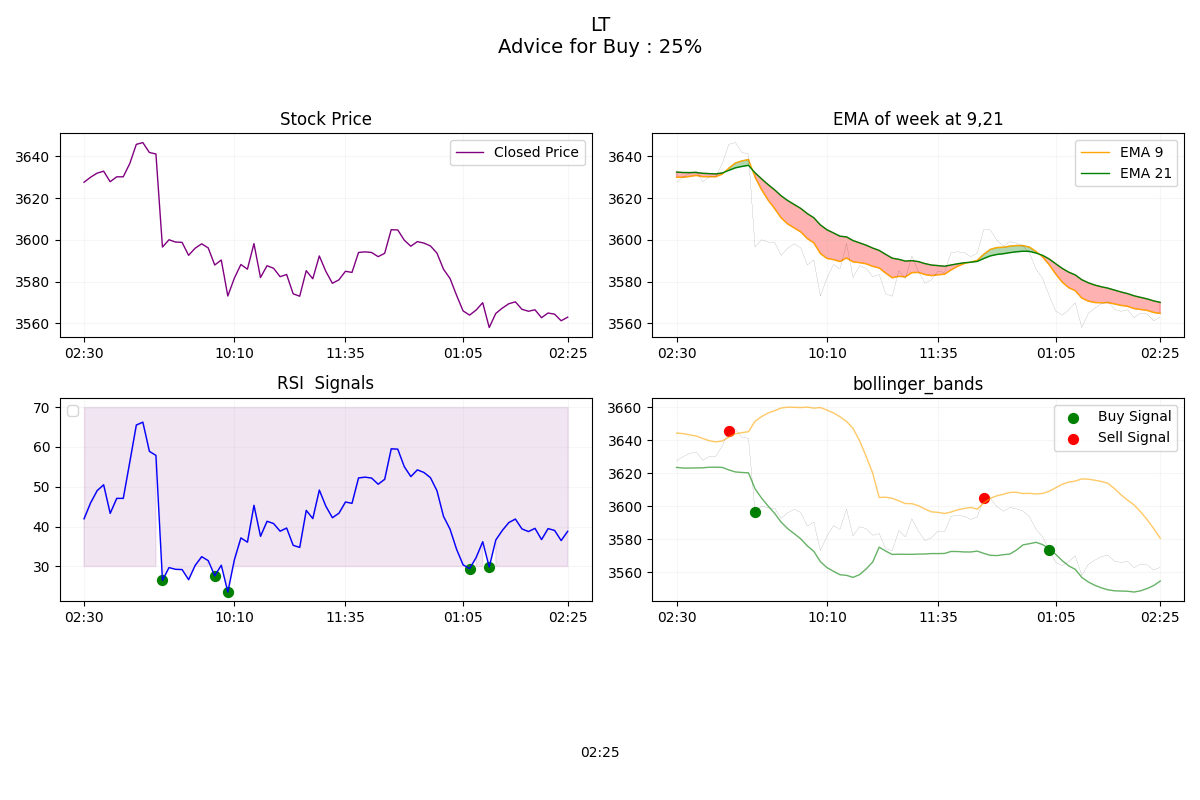 LT
Advice for Buy : 25%
Stock Price
Closed Price
3640
3620
3600
3580
3560
02:30 10:10 11:35 01:05 02:25
EMA of week at 9,21
EMA 9
EMA 21
3640
3620
3600
3580
3560
02:30 10:10 11:35 01:05 02:25
RSI  Signals
70
60
50
40
30
02:30 10:10 11:35 01:05 02:25
bollinger_bands
Buy Signal
Sell Signal
3660
3640
3620
3600
3580
3560
02:30 10:10 11:35 01:05 02:25
02:25